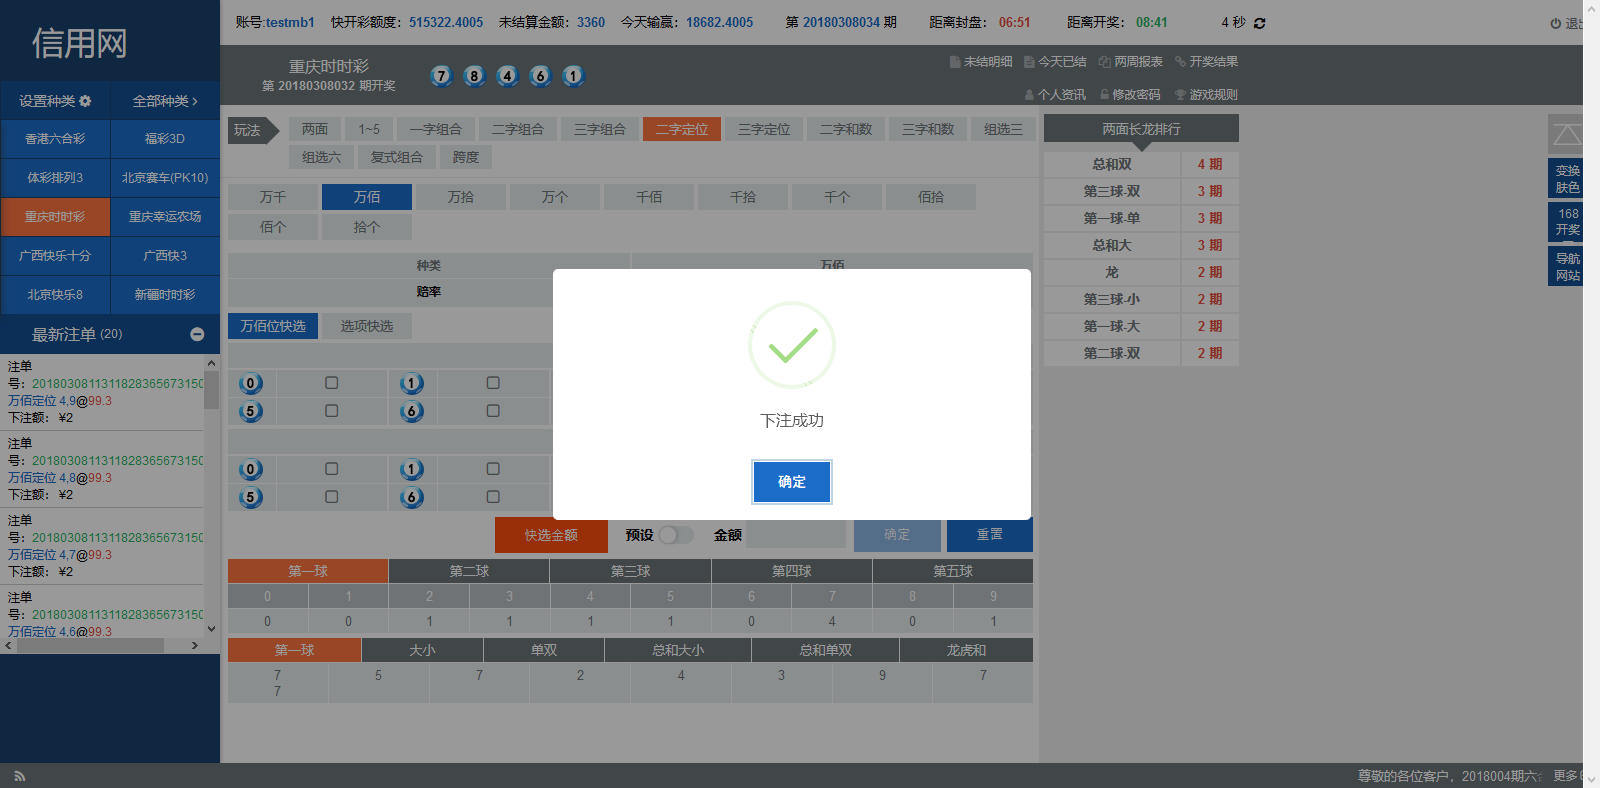 信用网
账号:testmb1 快开彩额度：515322.4005 未结算金额：3360 今天输赢：18682.4005 第 20180308034 期 距离封盘： 06:51 距离开奖： 08:41 4 秒
重庆时时彩
第 20180308032 期开奖
7 8 4 6 1
未结明细 今天已结 两周报表 开奖结果
个人资讯 修改密码 游戏规则
设置种类 全部种类
香港六合彩 福彩3D
体彩排列3 北京赛车(PK10)
重庆时时彩 重庆幸运农场
广西快乐十分 广西快3
北京快乐8 新疆时时彩
最新注单 (20)
注单
号：2018030811311828365673150
万佰定位 4,9@99.3
下注额： ¥2
注单
号：2018030811311828365673150
万佰定位 4,8@99.3
下注额： ¥2
注单
号：2018030811311828365673150
万佰定位 4,7@99.3
下注额： ¥2
注单
号：2018030811311828365673150
万佰定位 4,6@99.3
玩法 两面 1~5 一字组合 二字组合 三字组合 二字定位 三字定位 二字和数 三字和数 组选三
组选六 复式组合 跨度
万千 万佰 万拾 万个 千佰 千拾 千个 佰拾
佰个 拾个
种类 万佰
赔率
万佰位快选 选项快选
0 1
5 6
0 1
5 6
下注成功
确定
快选金额 预设 金额 确定 重置
第一球 第二球 第三球 第四球 第五球
0 1 2 3 4 5 6 7 8 9
0 0 1 1 1 1 0 4 0 1
第一球 大小 单双 总和大小 总和单双 龙虎和
7 5 7 2 4 3 9 7
7
两面长龙排行
总和双 4 期
第三球-双 3 期
第一球-单 3 期
总和大 3 期
龙 2 期
第三球-小 2 期
第一球-大 2 期
第二球-双 2 期
变换
肤色
168
开奖
导航
网站
尊敬的各位客户，2018004期六 更多